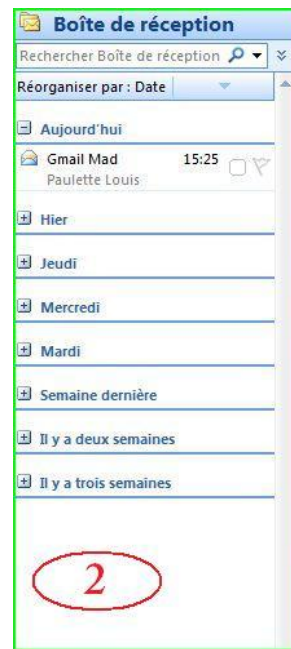 Boîte de réception
Rechercher Boîte de réception
Réorganiser par : Date
Aujourd'hui
Gmail Mad 15:25
Paulette Louis
Hier
Jeudi
Mercredi
Mardi
Semaine dernière
Il y a deux semaines
Il y a trois semaines
2